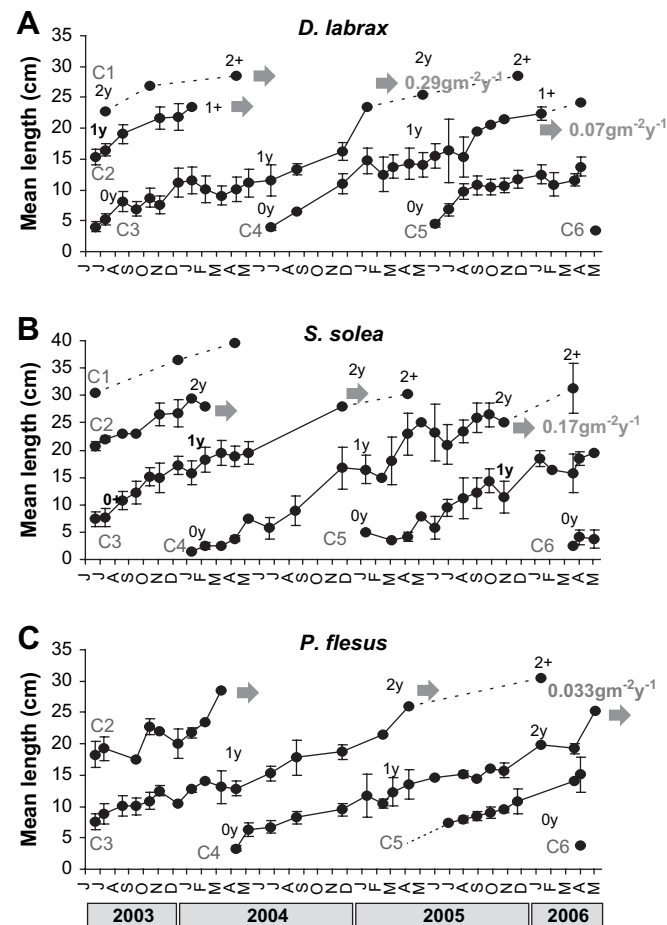 A D. labrax
35
30
25
20
15
10
5
0
Mean length (cm)
C1
2y
2+
1+
1y
C2
0y
C3
1y
0y
C4
2y
0.29gm-2y-1
2+
1+
0.07gm-2y-1
1y
0y
C5
C6
J J A S O N D J F M A M J J A S O N D J F M A M J J A S O N D J F M A M
B S. solea
40
35
30
25
20
15
10
5
0
Mean length (cm)
C1
C2
2y
1y
0+
C3
C4
0y
2y
2+
1y
0y
C5
2y
2+
0.17gm-2y-1
1y
0y
C6
J J A S O N D J F M A M J J A S O N D J F M A M J J A S O N D J F M A M
C P. flesus
35
30
25
20
15
10
5
0
Mean length (cm)
C2
C3
1y
0y
C4
2y
1y
C5
2+
0.033gm-2y-1
2y
0y
C6
J J A S O N D J F M A M J J A S O N D J F M A M J J A S O N D J F M A M
2003 2004 2005 2006